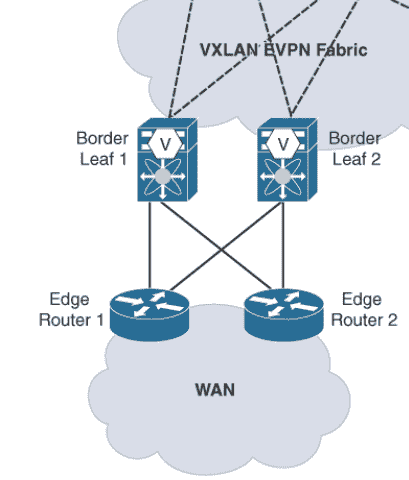 VXLAN EVPN Fabric
V
V
Border
Leaf 1
Border
Leaf 2
Edge
Router 1
Edge
Router 2
WAN